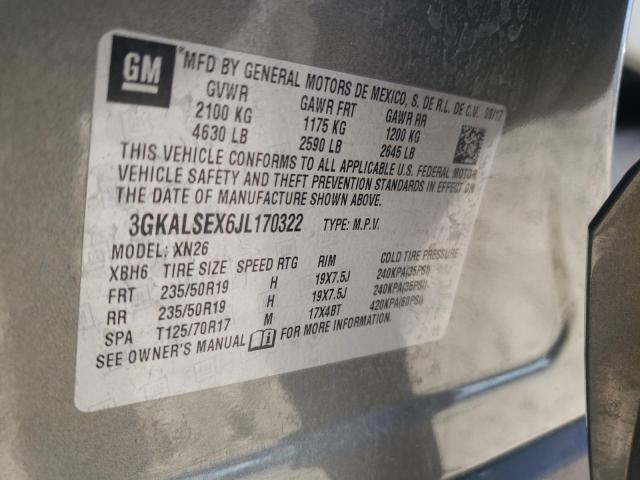 GM
MFD BY GENERAL MOTORS DE MEXICO, S. DE R.L. DE C.V. 09/17
GVWR GAWR FRT GAWR RR
2100 KG 1175 KG 1200 KG
4630 LB 2590 LB 2645 LB
THIS VEHICLE CONFORMS TO ALL APPLICABLE U.S. FEDERAL MOTOR
VEHICLE SAFETY AND THEFT PREVENTION STANDARDS IN EFFECT ON
THE DATE OF MANUFACTURE SHOWN ABOVE.
3GKALSEX6JL170322 TYPE: M.P.V.
MODEL: XN26
XBH6 TIRE SIZE SPEED RTG RIM COLD TIRE PRESSURE
FRT 235/50R19 H 19X7.5J 240KPA(35PSI)
RR 235/50R19 H 19X7.5J 240KPA(35PSI)
SPA T125/70R17 M 17X4BT 420KPA(60PSI)
SEE OWNER'S MANUAL FOR MORE INFORMATION.